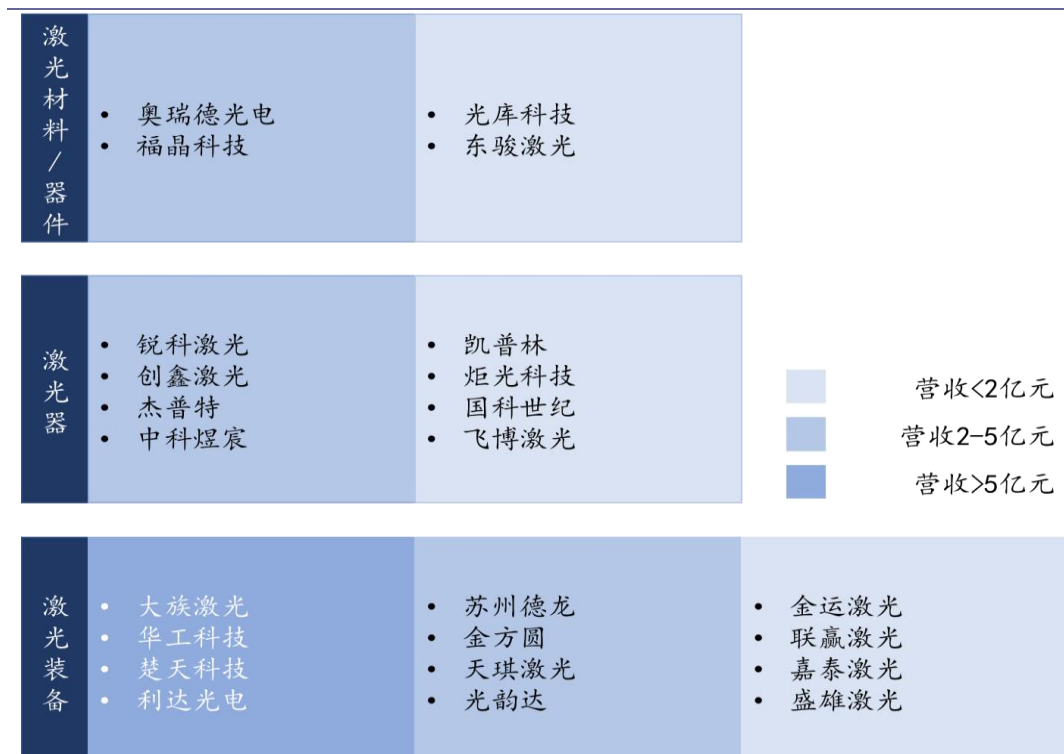 激光材料/器件
• 奥瑞德光电
• 福晶科技
• 光库科技
• 东骏激光
激光器
• 锐科激光
• 创鑫激光
• 杰普特
• 中科煜宸
• 凯普林
• 炬光科技
• 国科世纪
• 飞博激光
营收<2亿元
营收2-5亿元
营收>5亿元
激光装备
• 大族激光
• 华工科技
• 楚天科技
• 利达光电
• 苏州德龙
• 金方圆
• 天琪激光
• 光韵达
• 金运激光
• 联赢激光
• 嘉泰激光
• 盛雄激光